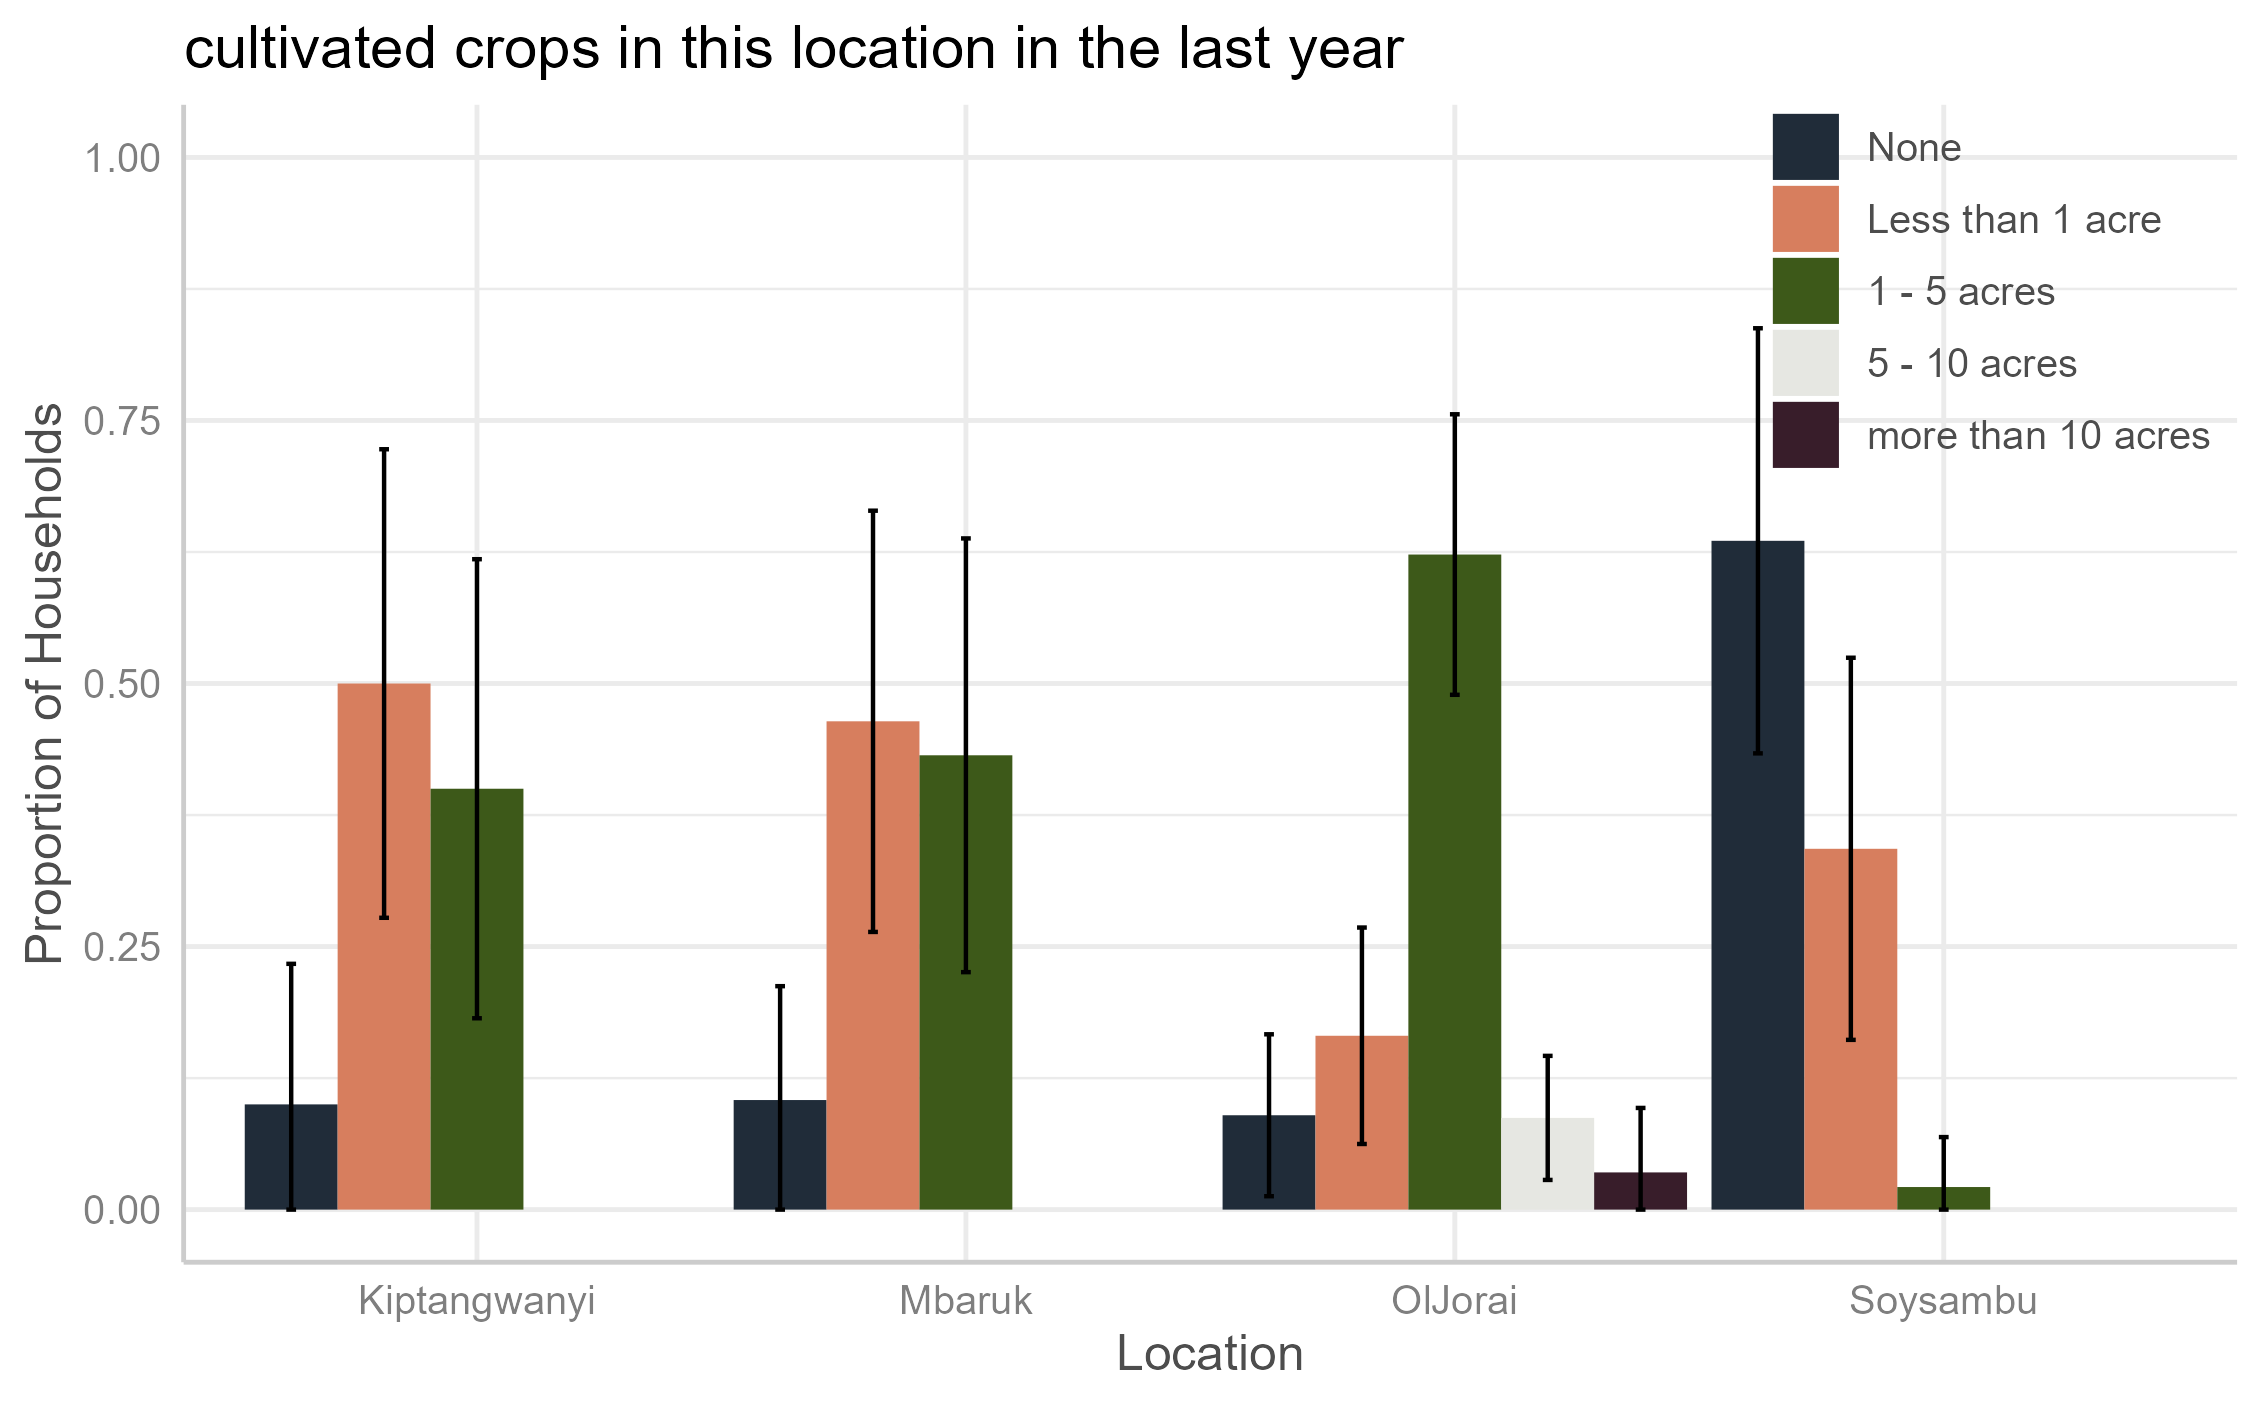 cultivated crops in this location in the last year
1.00
0.75
0.50
0.25
0.00
Proportion of Households
None
Less than 1 acre
1 - 5 acres
5 - 10 acres
more than 10 acres
Kiptangwanyi
Mbaruk
OlJorai
Soysambu
Location